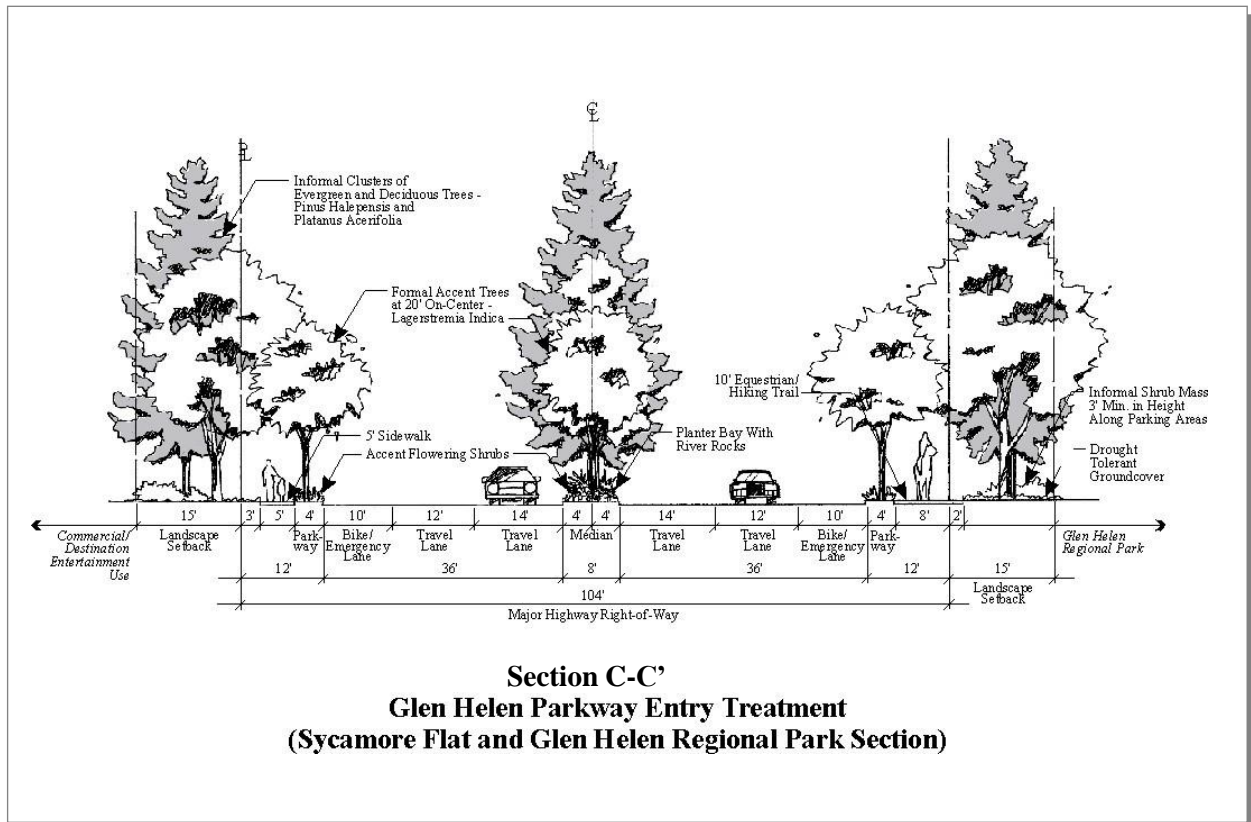 ℄
P̲L̲
Informal Clusters of
Evergreen and Deciduous Trees -
Pinus Halepensis and
Platanus Acerifolia
Formal Accent Trees
at 20' On-Center -
Lagerstremia Indica
10' Equestrian/
Hiking Trail
Informal Shrub Mass
3' Min. in Height
Along Parking Areas
5' Sidewalk
Accent Flowering Shrubs
Planter Bay With
River Rocks
Drought
Tolerant
Groundcover
15' 3' 5' 4' 10' 12' 14' 4' 4' 14' 12' 10' 4' 8' 2'
Commercial/
Destination
Entertainment
Use
Landscape
Setback
Park-
way
Bike/
Emergency
Lane
Travel
Lane
Travel
Lane
Median
Travel
Lane
Travel
Lane
Bike/
Emergency
Lane
Park-
way
Glen Helen
Regional Park
12' 36' 8' 36' 12' 15'
Landscape
Setback
104'
Major Highway Right-of-Way
Section C-C’
Glen Helen Parkway Entry Treatment
(Sycamore Flat and Glen Helen Regional Park Section)